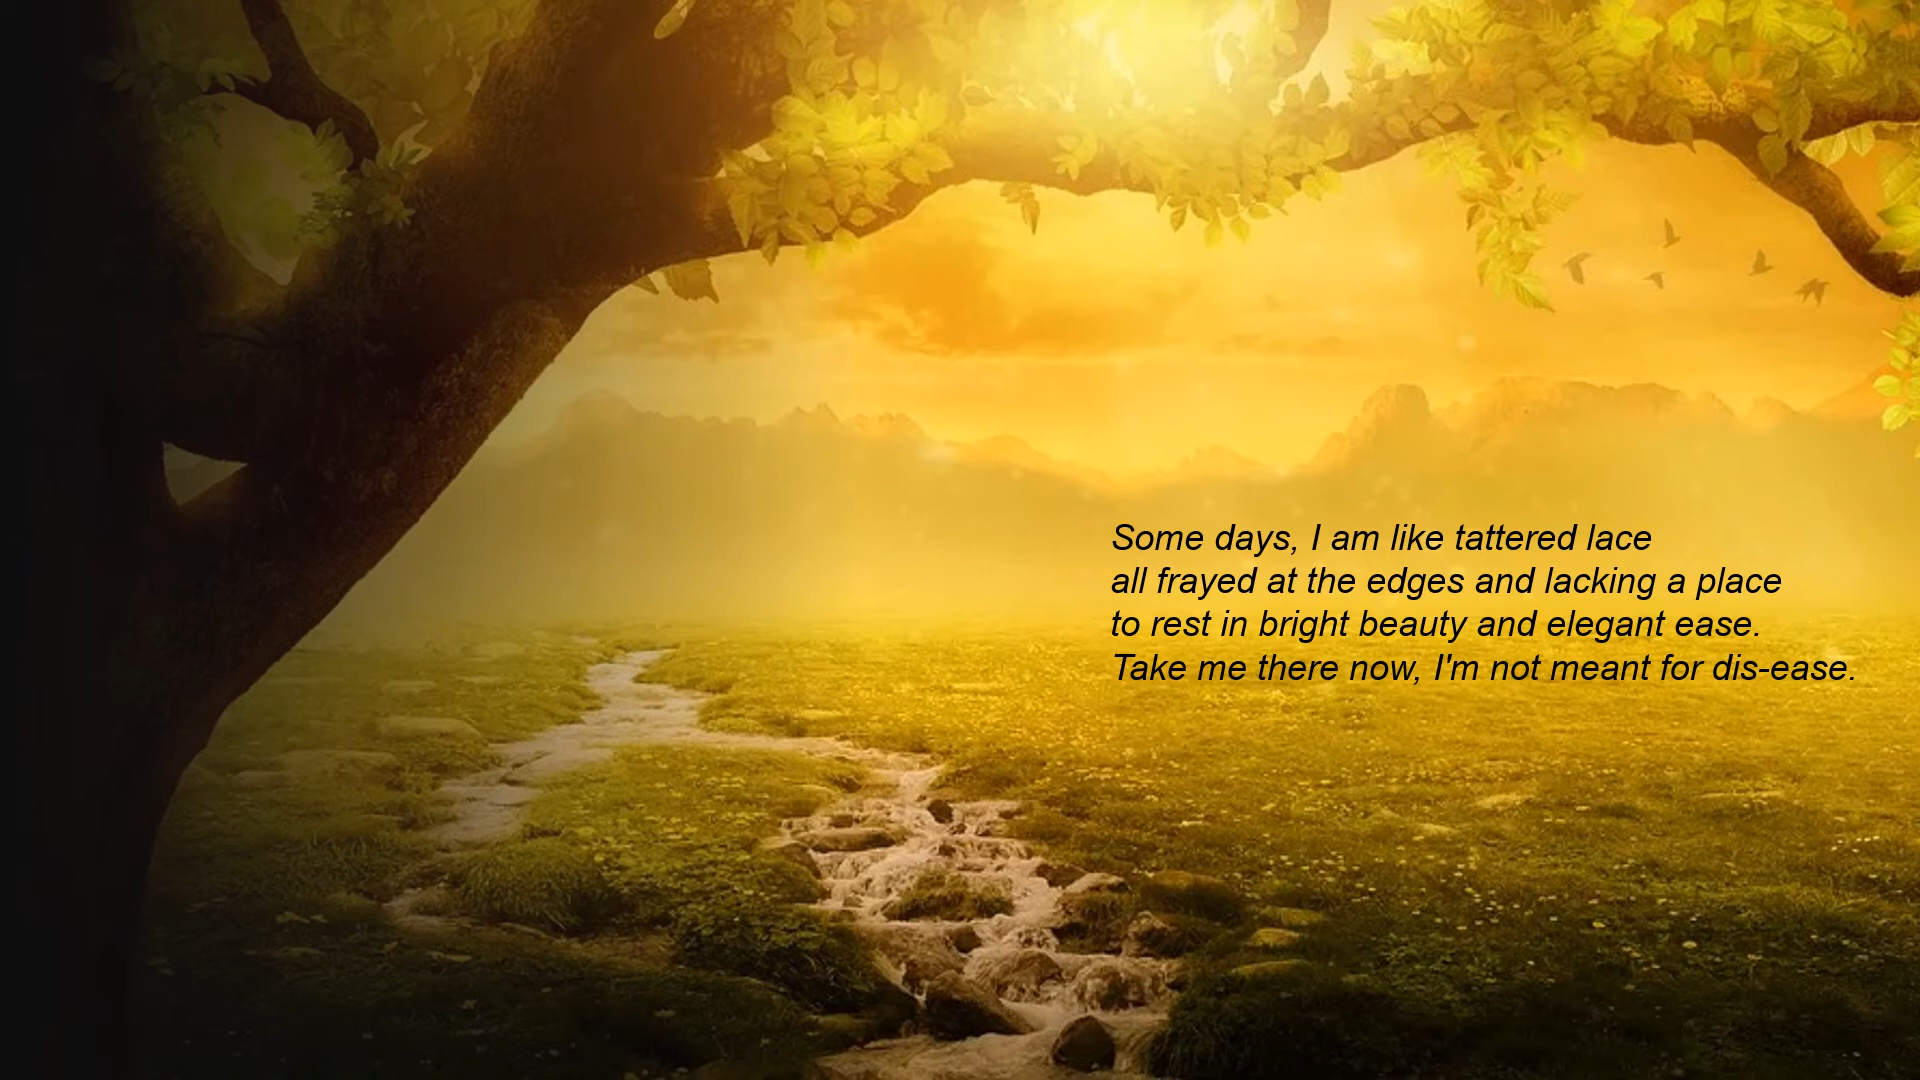 Some days, I am like tattered lace
all frayed at the edges and lacking a place
to rest in bright beauty and elegant ease.
Take me there now, I'm not meant for dis-ease.